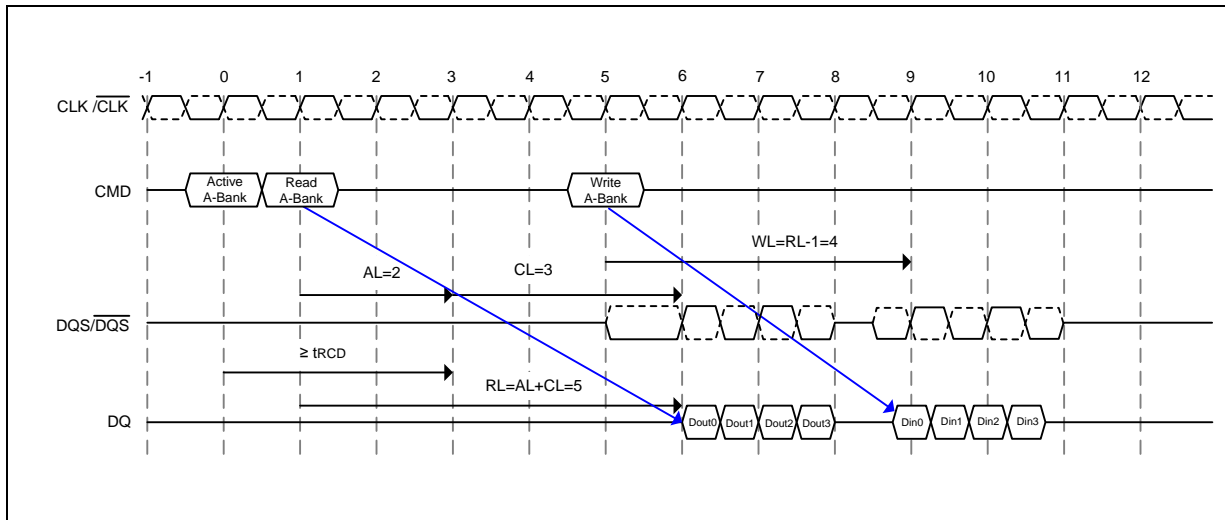 -1 0 1 2 3 4 5 6 7 8 9 10 11 12
CLK /CLK
Active Read Write
CMD
A-Bank A-Bank A-Bank
WL=RL-1=4
AL=2 CL=3
DQS/DQS
≥ tRCD
RL=AL+CL=5
DQ Dout0 Dout1 Dout2 Dout3 Din0 Din1 Din2 Din3